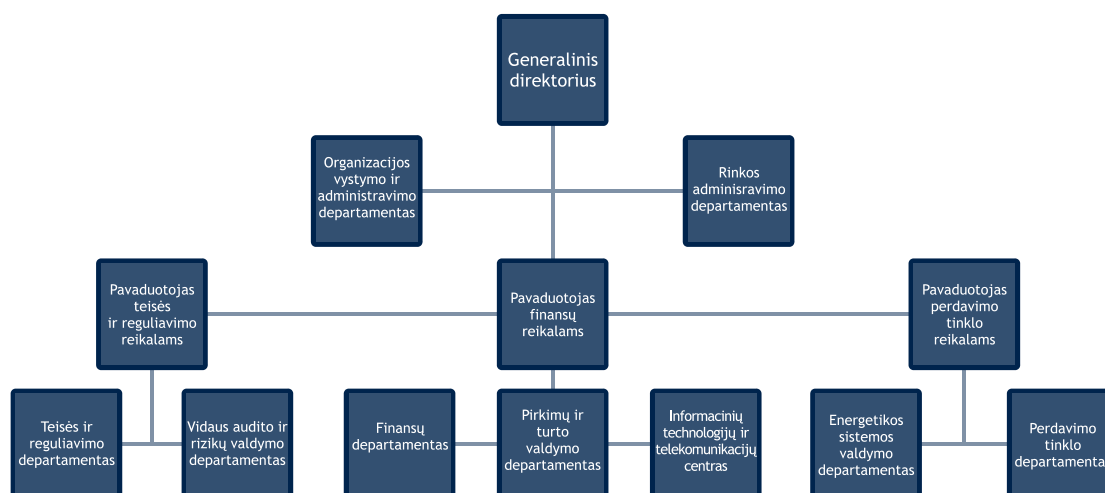 Generalinis
direktorius
Organizacijos
vystymo ir
administravimo
departamentas
Rinkos
adminisravimo
departamentas
Pavaduotojas
teisės
ir reguliavimo
reikalams
Pavaduotojas
finansų
reikalams
Pavaduotojas
perdavimo
tinklo
reikalams
Teisės ir
reguliavimo
departamentas
Vidaus audito ir
rizikų valdymo
departamentas
Finansų
departamentas
Pirkimų ir
turto
valdymo
departamentas
Informacinių
technologijų ir
telekomunikacijų
centras
Energetikos
sistemos
valdymo
departamentas
Perdavimo
tinklo
departamenta